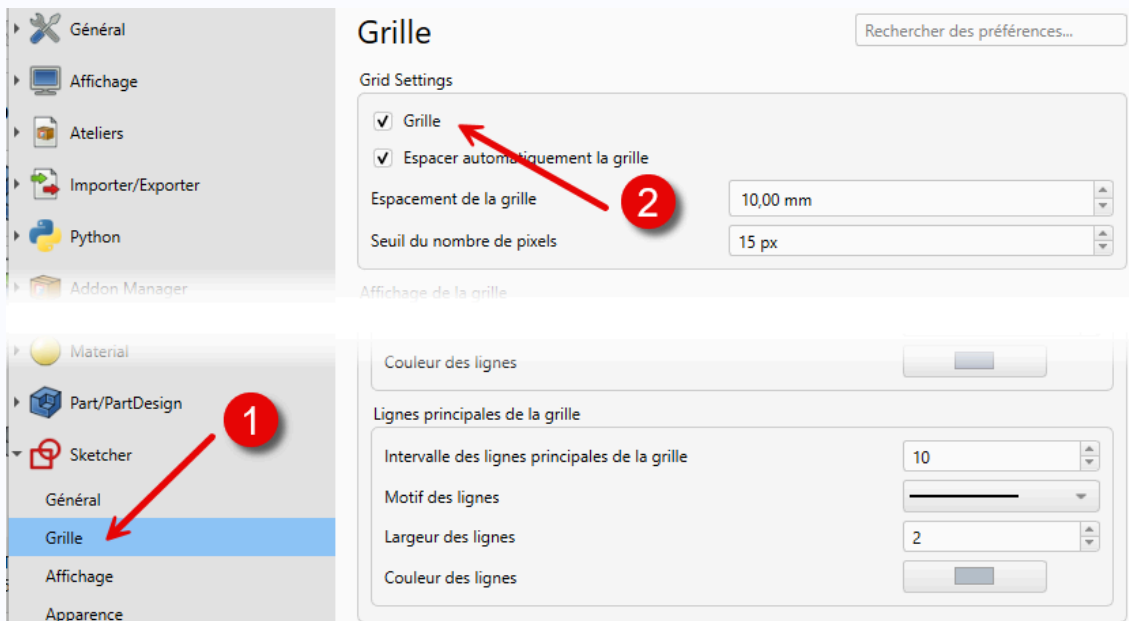 Général
Affichage
Ateliers
Importer/Exporter
Python
Addon Manager
Grille
Rechercher des préférences...
Grid Settings
Grille
Espacer automatiquement la grille
Espacement de la grille
10,00 mm
Seuil du nombre de pixels
15 px
2
Affichage de la grille
Material
Part/PartDesign
1
Sketcher
Général
Grille
Affichage
Apparence
Couleur des lignes
Lignes principales de la grille
Intervalle des lignes principales de la grille
10
Motif des lignes
Largeur des lignes
2
Couleur des lignes